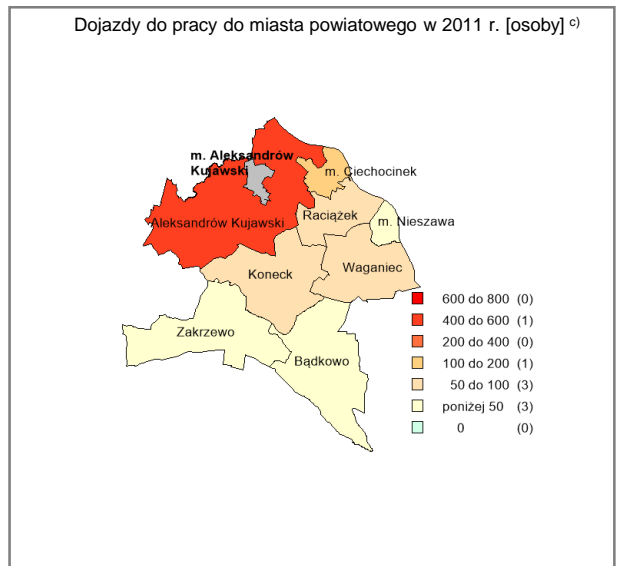 Dojazdy do pracy do miasta powiatowego w 2011 r. [osoby] c)
m. Aleksandrów
Kujawski
m. Ciechocinek
Raciążek
m. Nieszawa
Aleksandrów Kujawski
Koneck
Waganiec
Zakrzewo
Bądkowo
600 do 800 (0)
400 do 600 (1)
200 do 400 (0)
100 do 200 (1)
50 do 100 (3)
poniżej 50 (3)
0 (0)